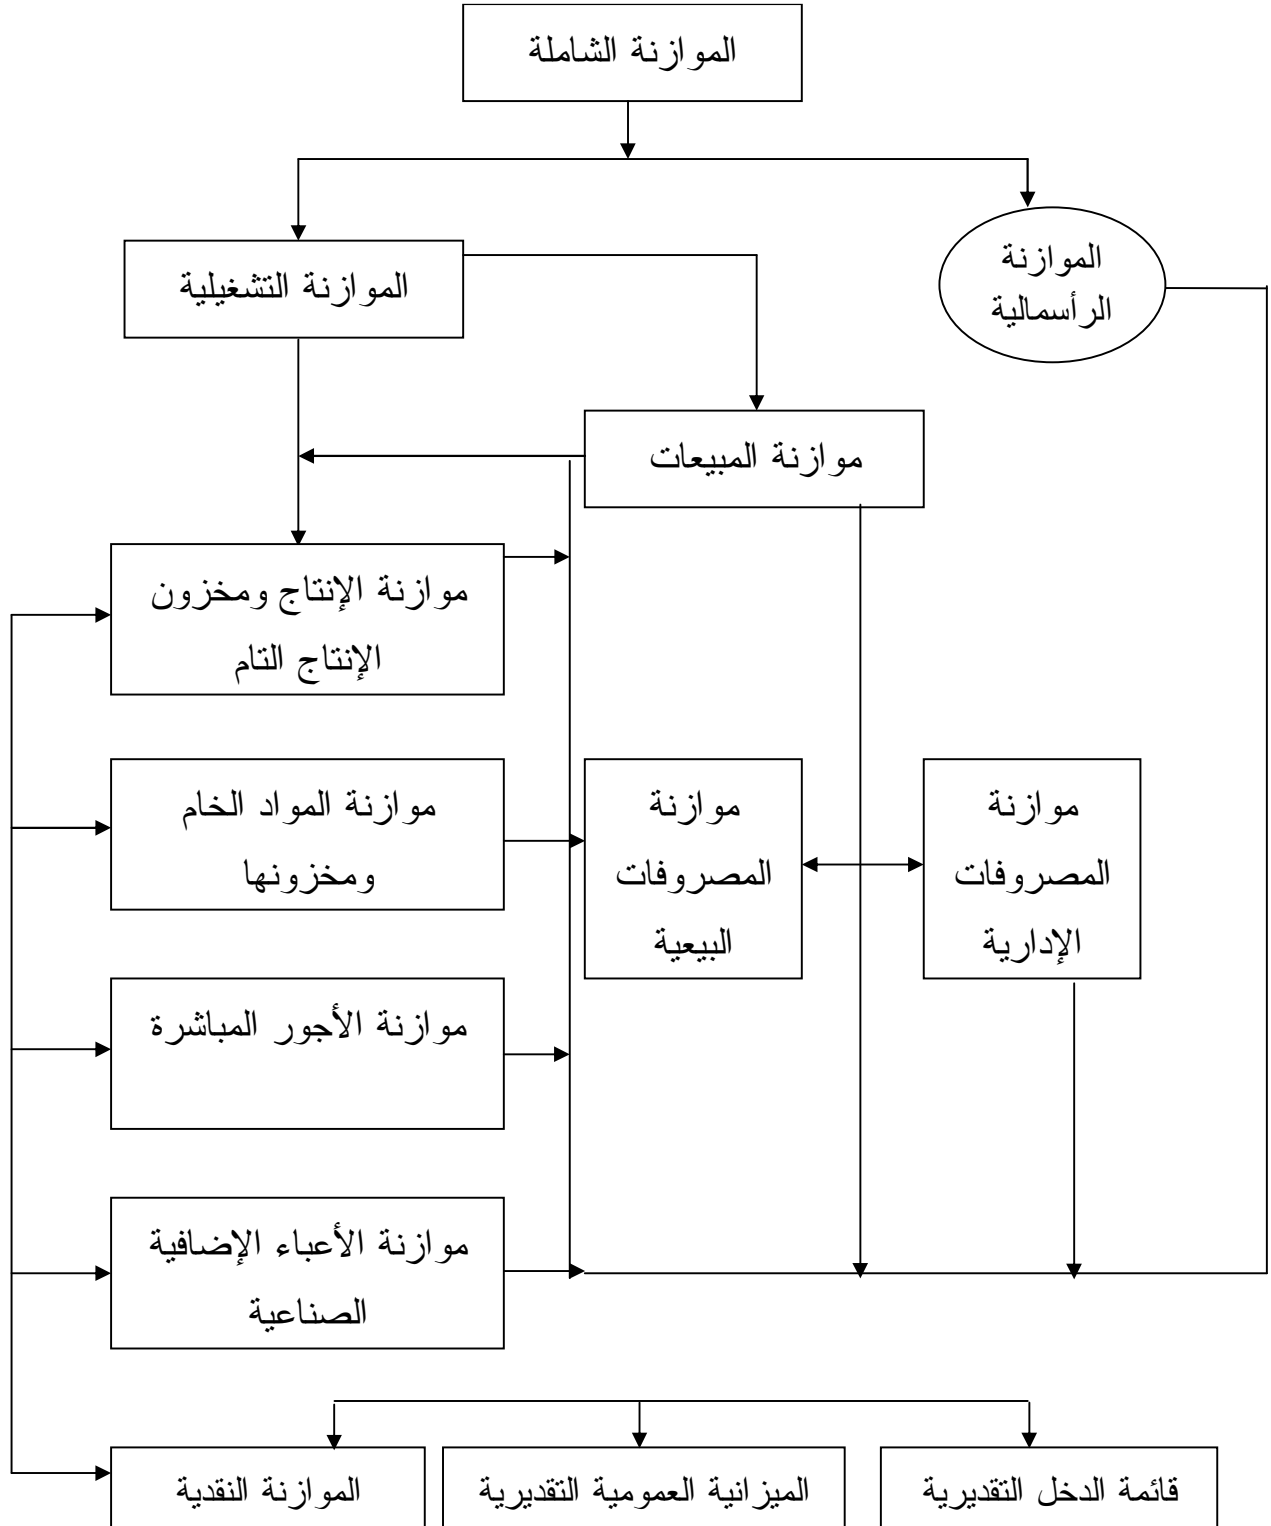 الموازنة الشاملة
الموازنة
الرأسمالية
الموازنة التشغيلية
موازنة المبيعات
موازنة الإنتاج ومخزون
الإنتاج التام
موازنة المواد الخام
ومخزونها
موازنة
المصروفات
البيعية
موازنة
المصروفات
الإدارية
موازنة الأجور المباشرة
موازنة الأعباء الإضافية
الصناعية
قائمة الدخل التقديرية
الميزانية العمومية التقديرية
الموازنة النقدية